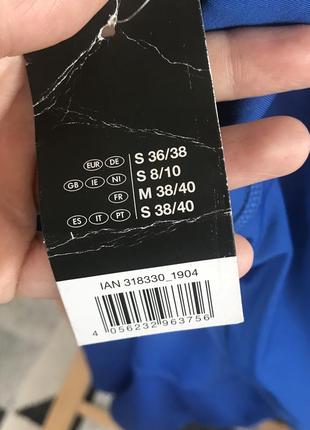 EUR DE S 36/38
GB IE NI S 8/10
FR M 38/40
ES IT PT S 38/40
IAN 318330_1904
4 056232 963756